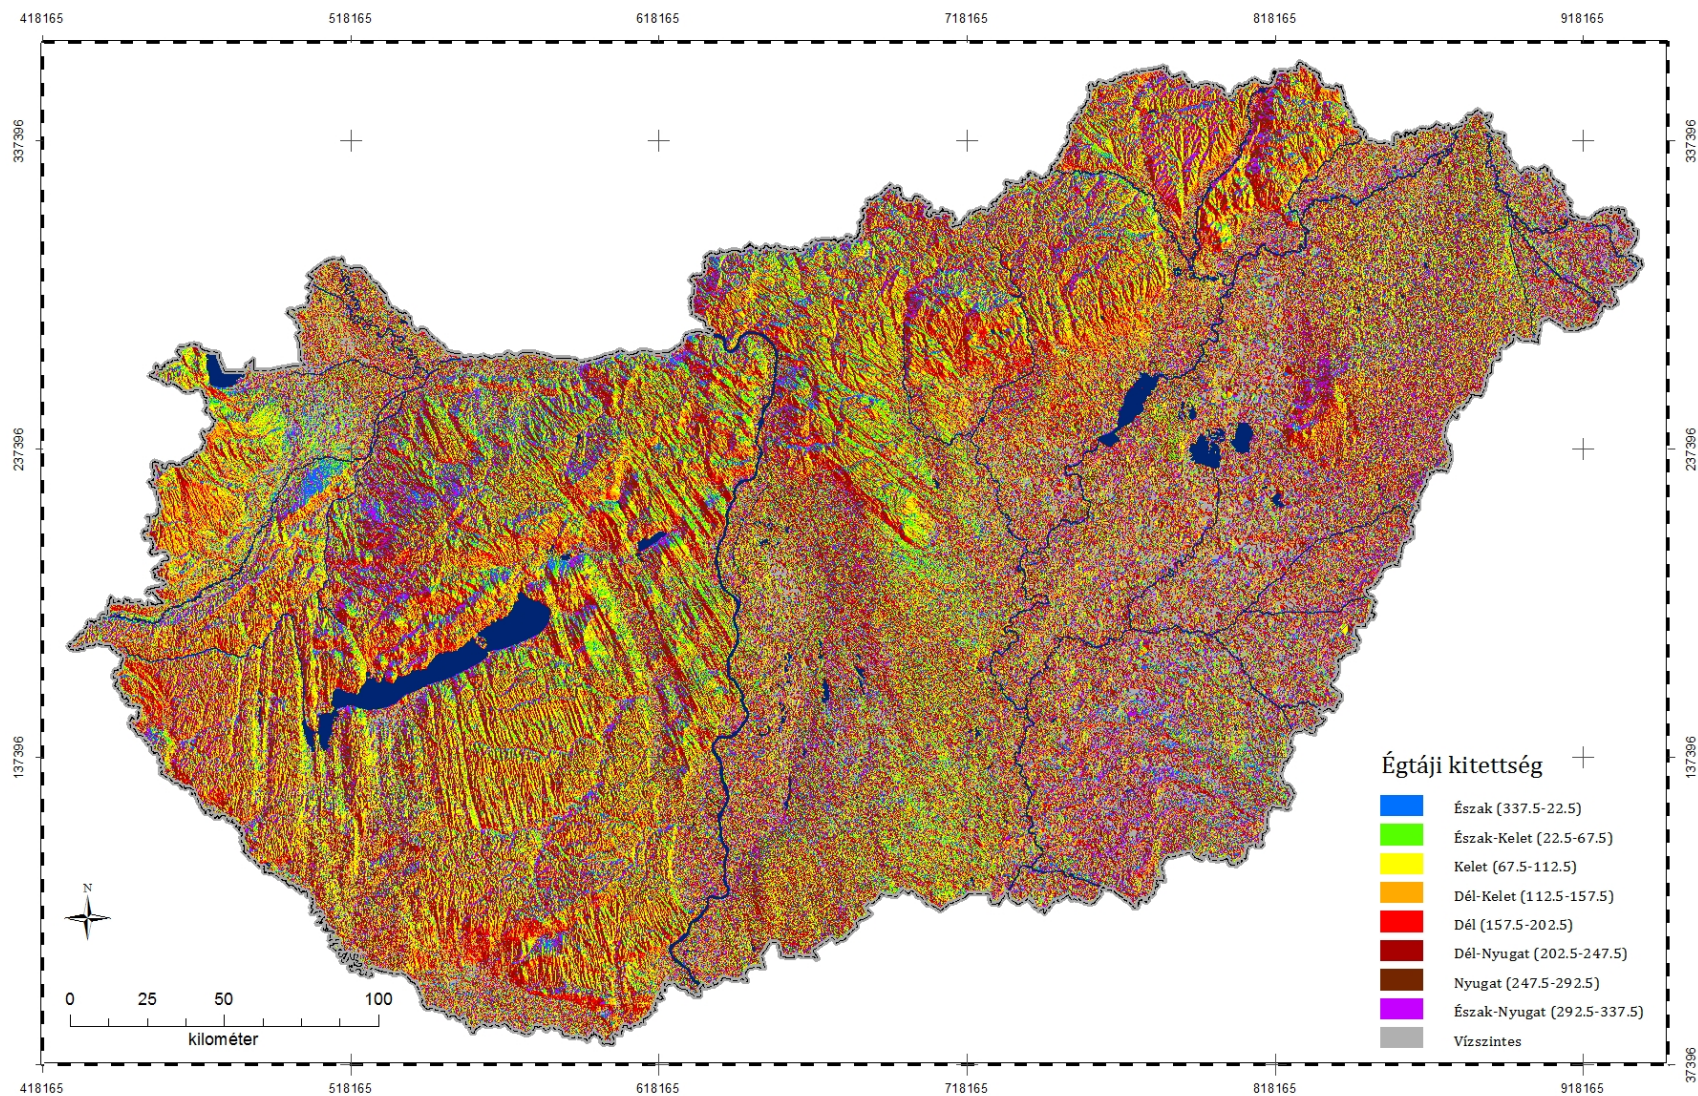 418165 518165 618165 718165 818165 918165
337396 337396
237396 237396
137396 137396
Égtáji kitettség
Észak (337.5-22.5)
Észak-Kelet (22.5-67.5)
Kelet (67.5-112.5)
Dél-Kelet (112.5-157.5)
Dél (157.5-202.5)
Dél-Nyugat (202.5-247.5)
Nyugat (247.5-292.5)
Észak-Nyugat (292.5-337.5)
Vízszintes
N
0 25 50 100
kilométer
37396
418165 518165 618165 718165 818165 918165